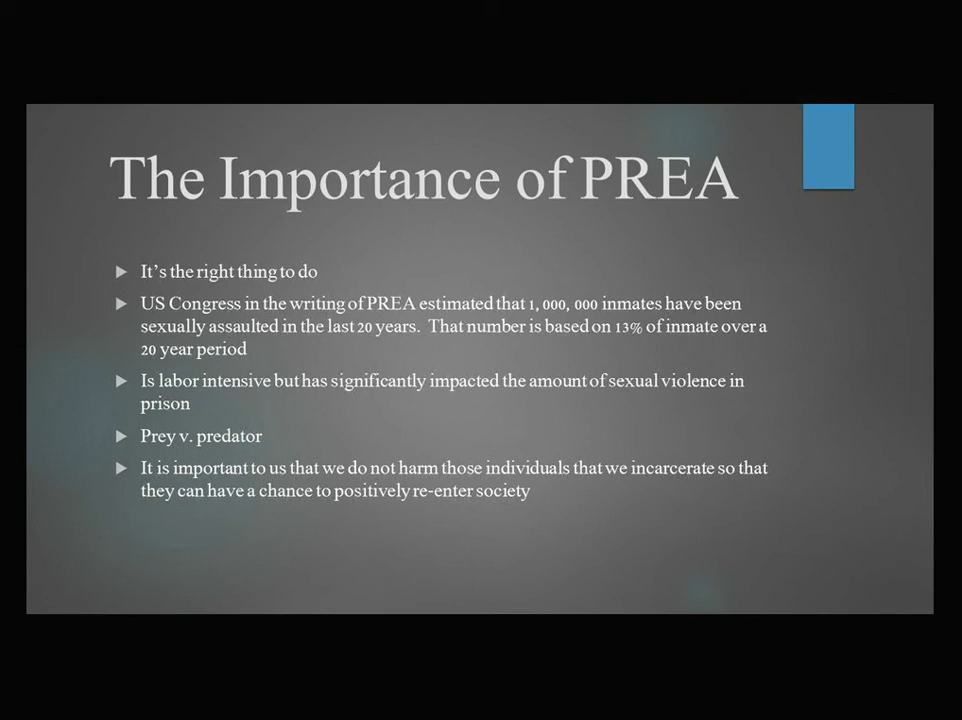 The Importance of PREA
It's the right thing to do
US Congress in the writing of PREA estimated that 1, 000, 000 inmates have been
sexually assaulted in the last 20 years.  That number is based on 13% of inmate over a
20 year period
Is labor intensive but has significantly impacted the amount of sexual violence in
prison
Prey v. predator
It is important to us that we do not harm those individuals that we incarcerate so that
they can have a chance to positively re-enter society